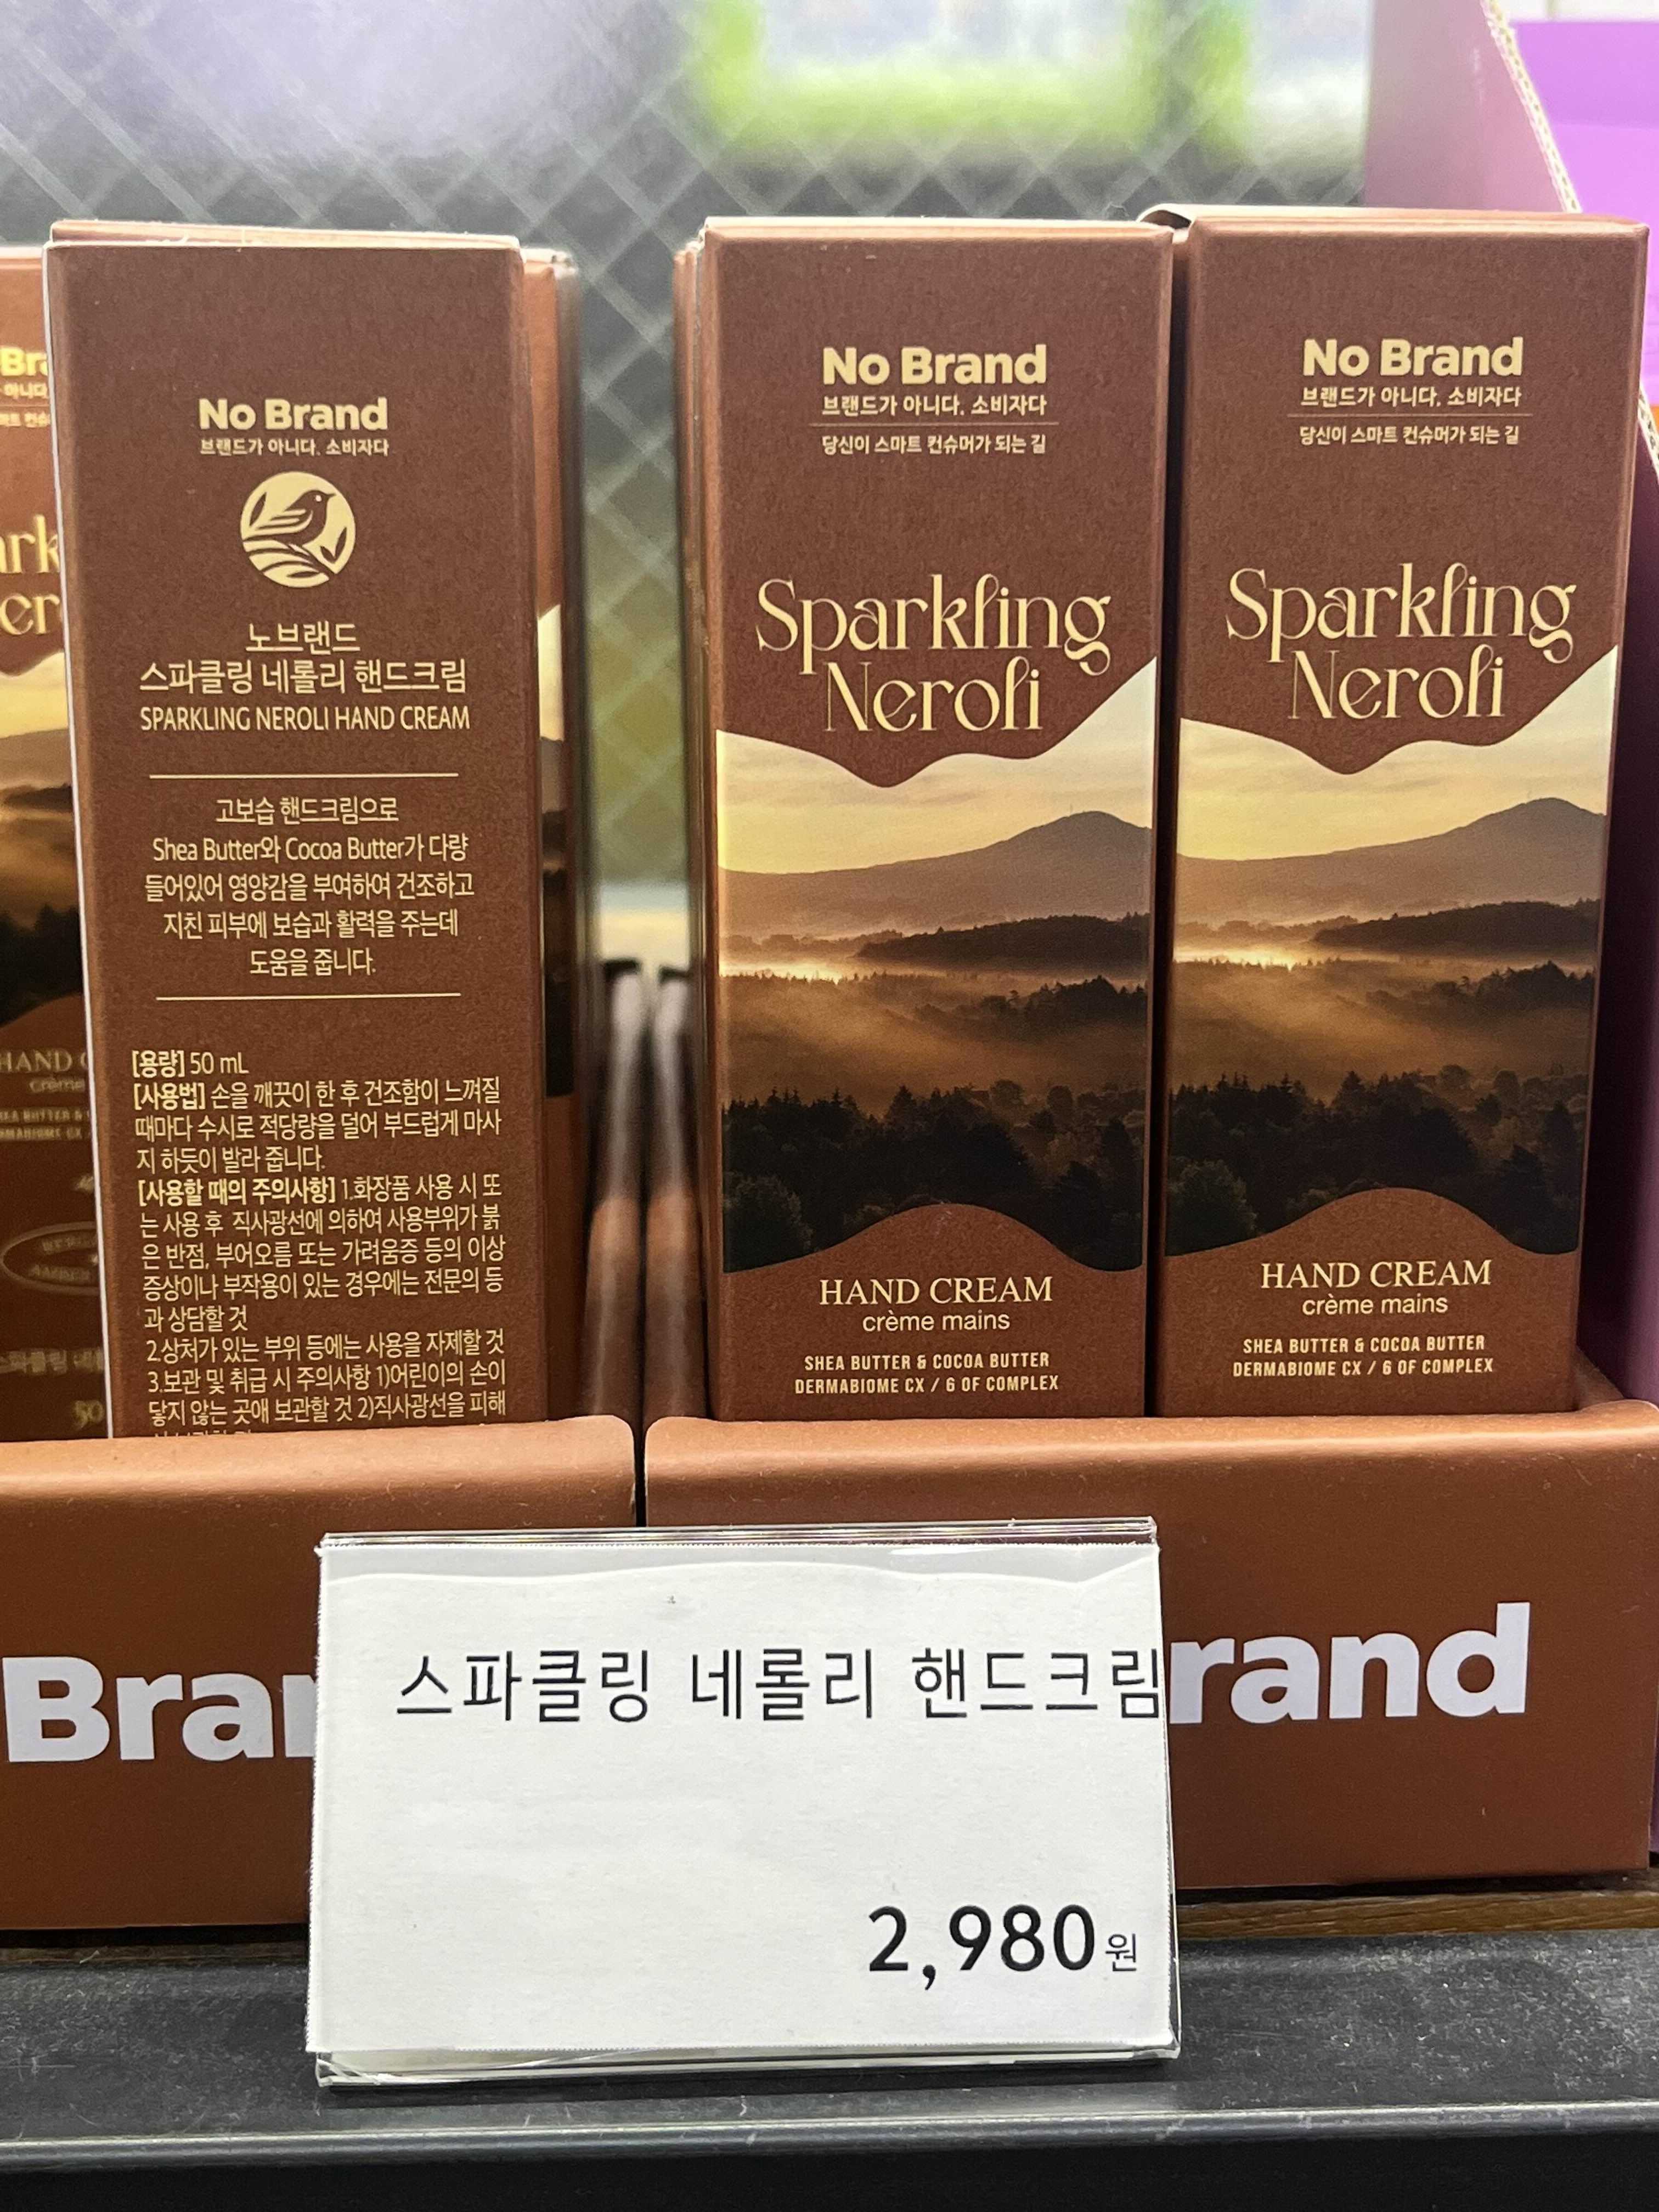 No Brand
브랜드가 아니다. 소비자다
노브랜드
스파클링 네롤리 핸드크림
SPARKLING NEROLI HAND CREAM
고보습 핸드크림으로
Shea Butter와 Cocoa Butter가 다량
들어있어 영양감을 부여하여 건조하고
지친 피부에 보습과 활력을 주는데
도움을 줍니다.
[용량] 50 mL
[사용법] 손을 깨끗이 한 후 건조함이 느껴질
때마다 수시로 적당량을 덜어 부드럽게 마사
지 하듯이 발라 줍니다.
[사용할 때의 주의사항] 1.화장품 사용 시 또
는 사용 후 직사광선에 의하여 사용부위가 붉
은 반점, 부어오름 또는 가려움증 등의 이상
증상이나 부작용이 있는 경우에는 전문의 등
과 상담할 것
2.상처가 있는 부위 등에는 사용을 자제할 것
3.보관 및 취급 시 주의사항 1)어린이의 손이
닿지 않는 곳애 보관할 것 2)직사광선을 피해
No Brand
브랜드가 아니다. 소비자다
당신이 스마트 컨슈머가 되는 길
Sparkling
Neroli
HAND CREAM
crème mains
SHEA BUTTER & COCOA BUTTER
DERMABIOME CX / 6 OF COMPLEX
No Brand
브랜드가 아니다. 소비자다
당신이 스마트 컨슈머가 되는 길
Sparkling
Neroli
HAND CREAM
crème mains
SHEA BUTTER & COCOA BUTTER
DERMABIOME CX / 6 OF COMPLEX
Bran
rand
스파클링 네롤리 핸드크림
2,980원